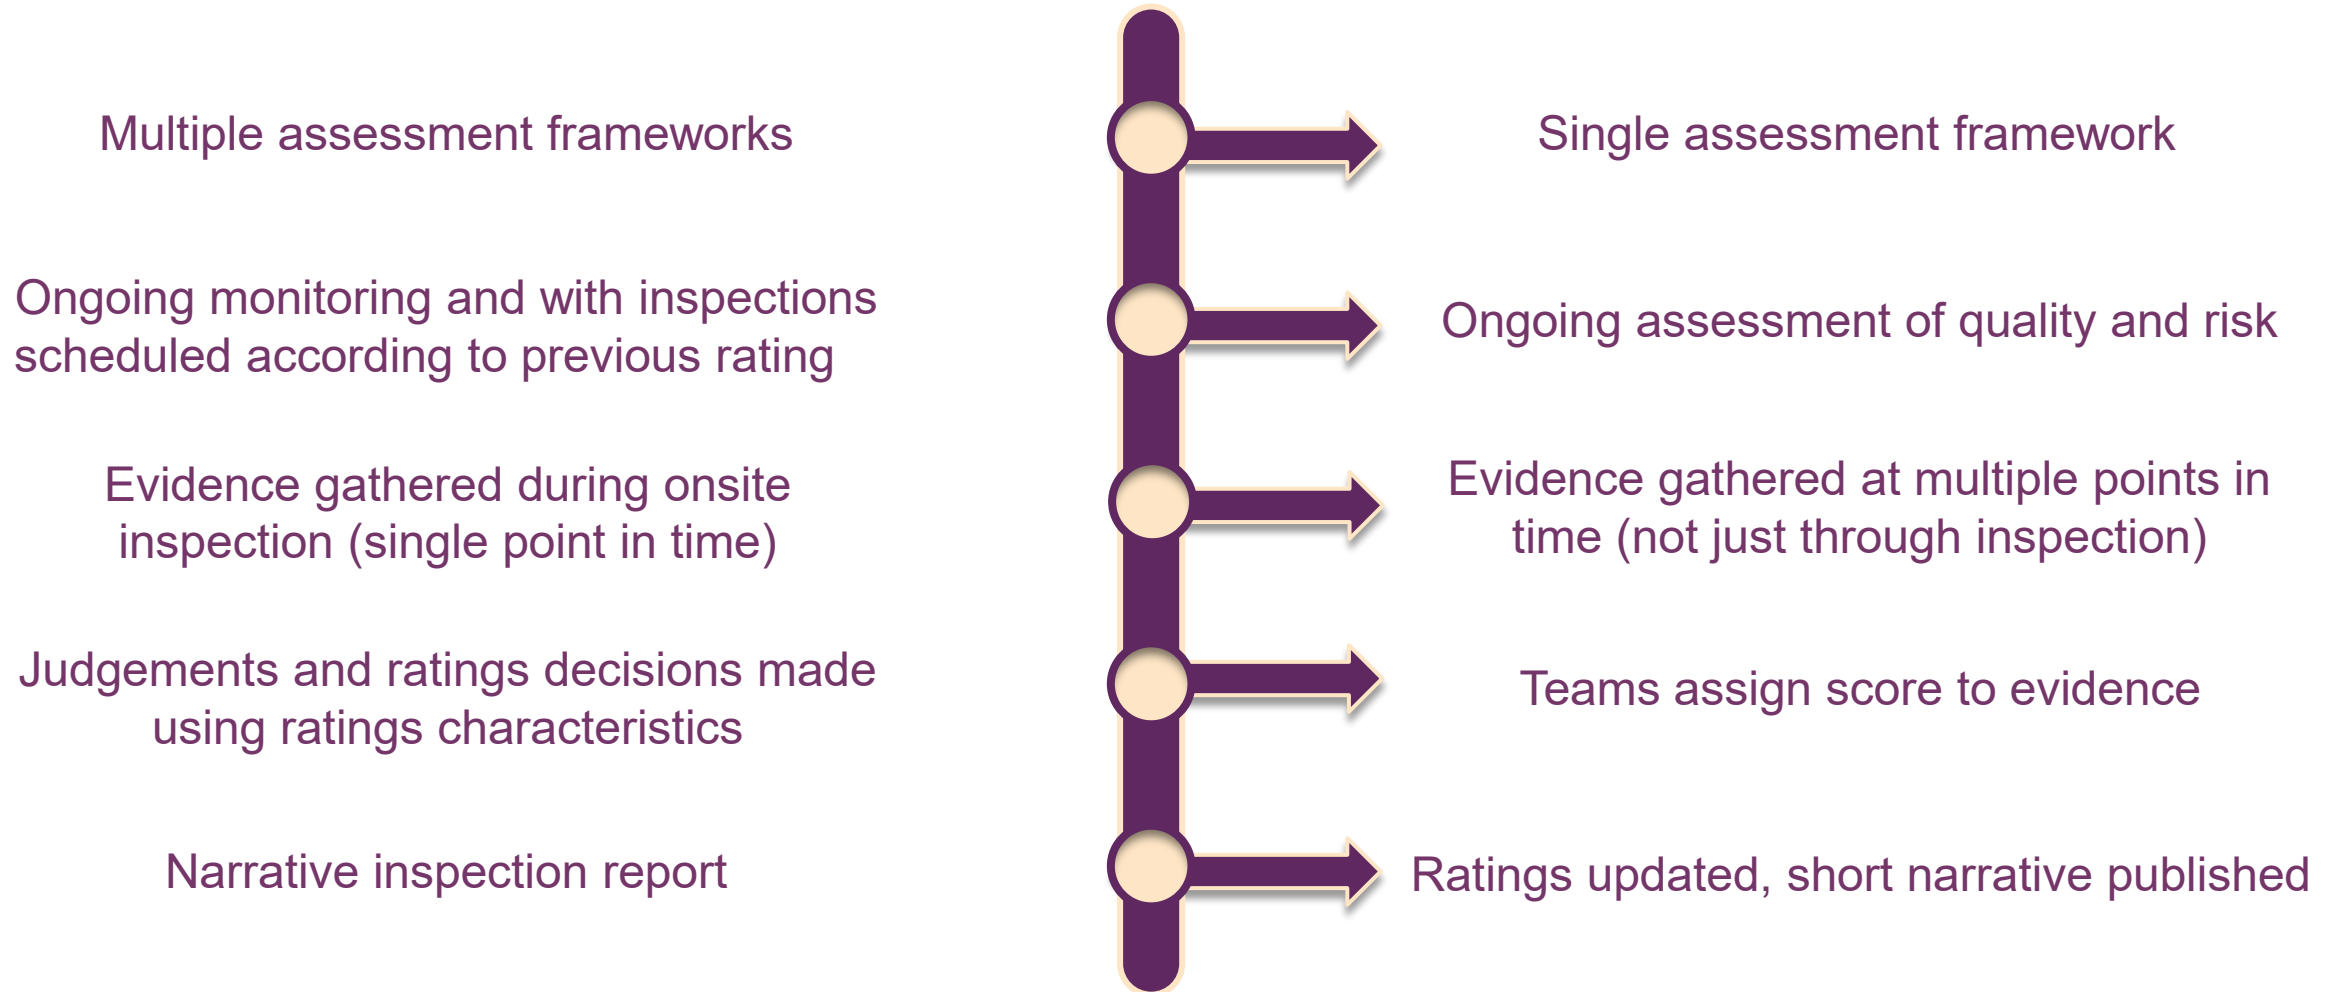 Multiple assessment frameworks
Single assessment framework
Ongoing monitoring and with inspections
scheduled according to previous rating
Ongoing assessment of quality and risk
Evidence gathered during onsite
inspection (single point in time)
Evidence gathered at multiple points in
time (not just through inspection)
Judgements and ratings decisions made
using ratings characteristics
Teams assign score to evidence
Narrative inspection report
Ratings updated, short narrative published